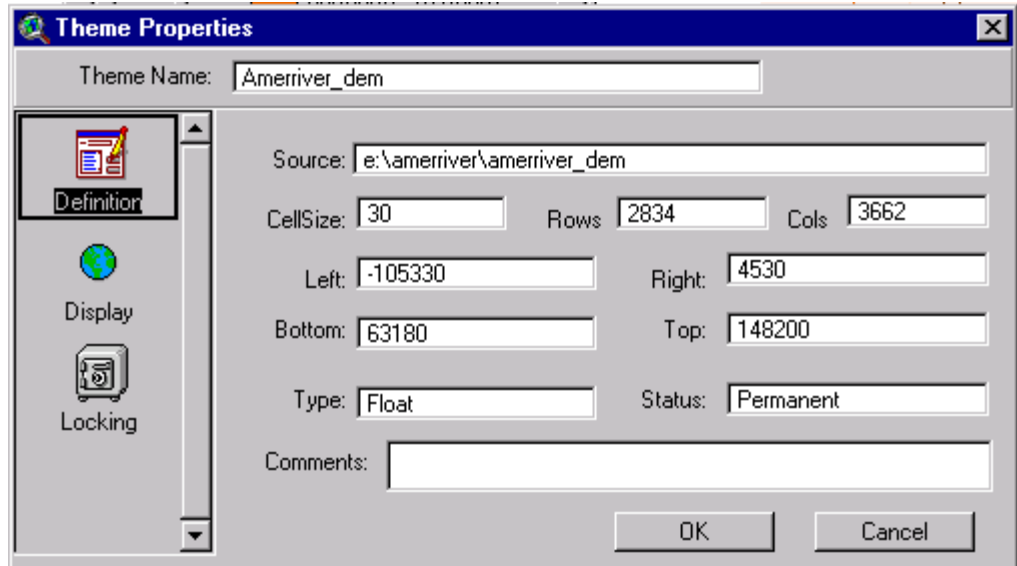 Theme Properties
Theme Name: Amerriver_dem
Definition
Display
Locking
Source: e:\amerriver\amerriver_dem
CellSize: 30 Rows 2834 Cols 3662
Left: -105330 Right: 4530
Bottom: 63180 Top: 148200
Type: Float Status: Permanent
Comments:
OK Cancel